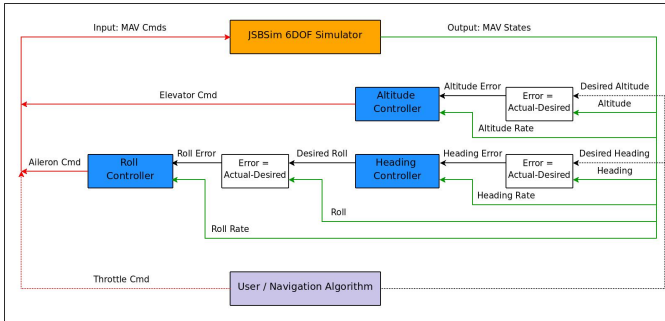 Input: MAV Cmds
JSBSim 6DOF Simulator
Output: MAV States
Elevator Cmd
Altitude
Controller
Altitude Error
Error =
Actual-Desired
Desired Altitude
Altitude
Altitude Rate
Aileron Cmd
Roll
Controller
Roll Error
Error =
Actual-Desired
Desired Roll
Heading
Controller
Heading Error
Error =
Actual-Desired
Desired Heading
Heading
Heading Rate
Roll
Roll Rate
Throttle Cmd
User / Navigation Algorithm